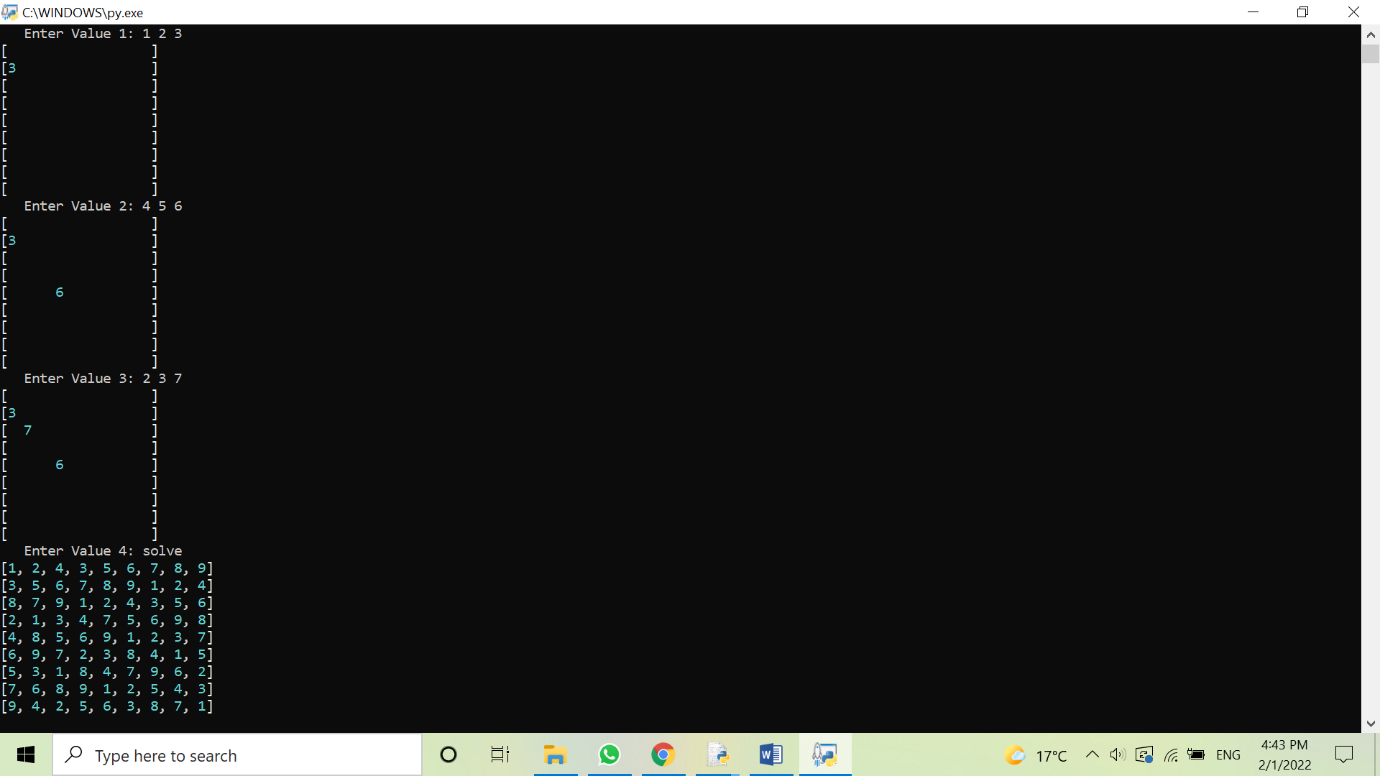 C:\WINDOWS\py.exe
Enter Value 1: 1 2 3
[ ]
[3 ]
[ ]
[ ]
[ ]
[ ]
[ ]
[ ]
[ ]
Enter Value 2: 4 5 6
[ ]
[3 ]
[ ]
[ ]
[ 6 ]
[ ]
[ ]
[ ]
[ ]
Enter Value 3: 2 3 7
[ ]
[3 ]
[ 7 ]
[ ]
[ 6 ]
[ ]
[ ]
[ ]
[ ]
Enter Value 4: solve
[1, 2, 4, 3, 5, 6, 7, 8, 9]
[3, 5, 6, 7, 8, 9, 1, 2, 4]
[8, 7, 9, 1, 2, 4, 3, 5, 6]
[2, 1, 3, 4, 7, 5, 6, 9, 8]
[4, 8, 5, 6, 9, 1, 2, 3, 7]
[6, 9, 7, 2, 3, 8, 4, 1, 5]
[5, 3, 1, 8, 4, 7, 9, 6, 2]
[7, 6, 8, 9, 1, 2, 5, 4, 3]
[9, 4, 2, 5, 6, 3, 8, 7, 1]
Type here to search
17°C
ENG
4:43 PM
2/1/2022